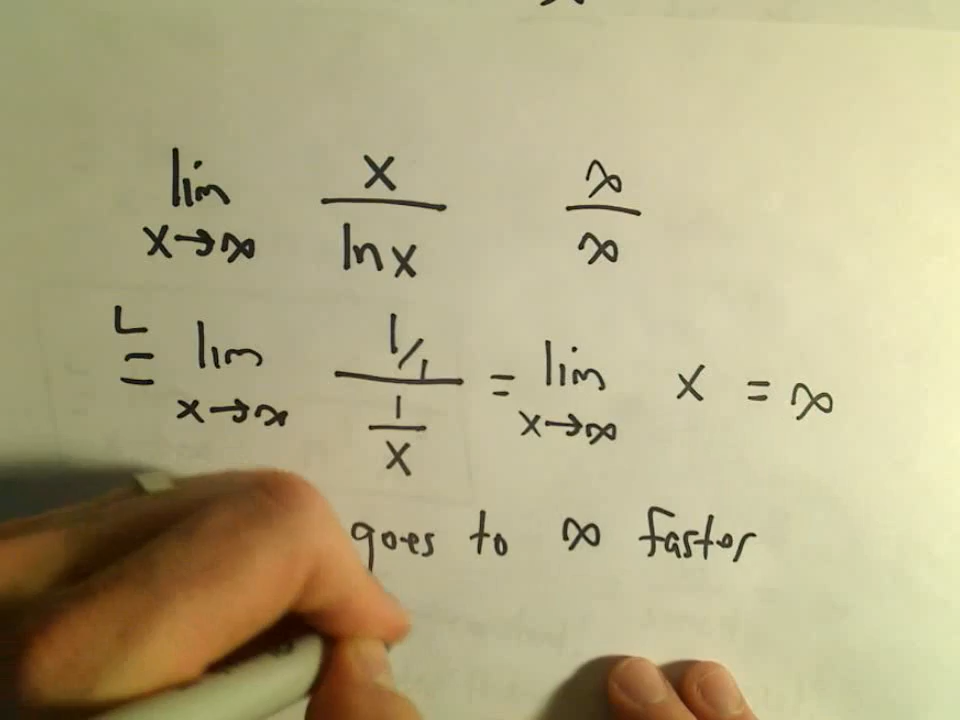 lim x→∞ x/ln x ∞/∞
L= lim x→∞ (1/1)/(1/x) = lim x→∞ x = ∞
goes to ∞ faster